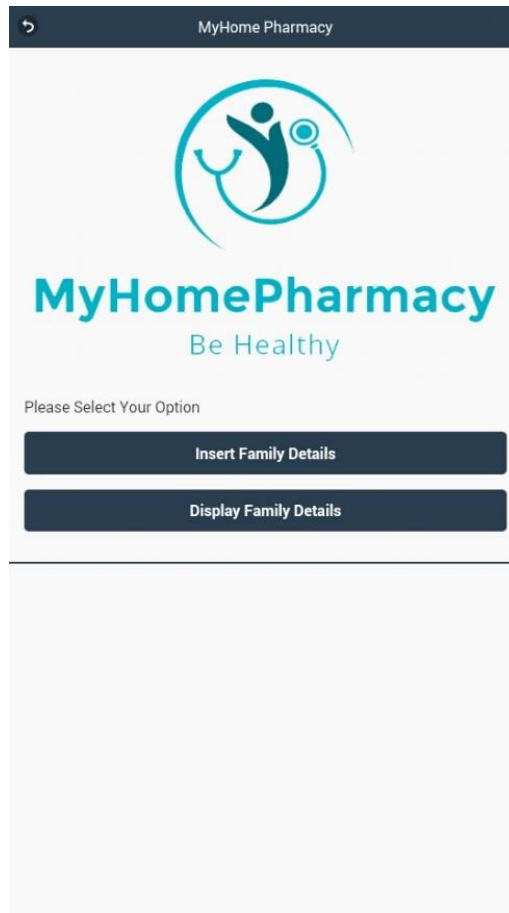 MyHome Pharmacy
MyHomePharmacy
Be Healthy
Please Select Your Option
Insert Family Details
Display Family Details